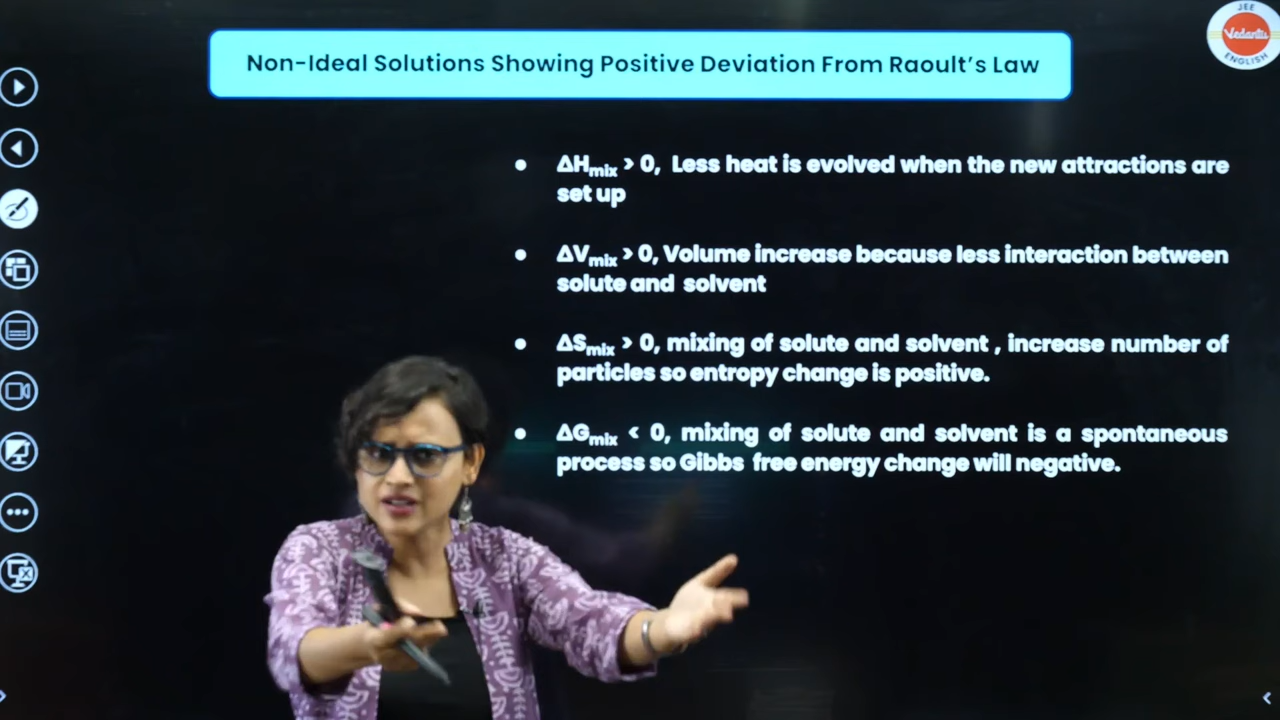 JEE
Vedantu
ENGLISH
Non-Ideal Solutions Showing Positive Deviation From Raoult's Law
• ΔHmix > 0, Less heat is evolved when the new attractions are
set up
• ΔVmix > 0, Volume increase because less interaction between
solute and solvent
• ΔSmix > 0, mixing of solute and solvent , increase number of
particles so entropy change is positive.
• ΔGmix < 0, mixing of solute and solvent is a spontaneous
process so Gibbs free energy change will negative.